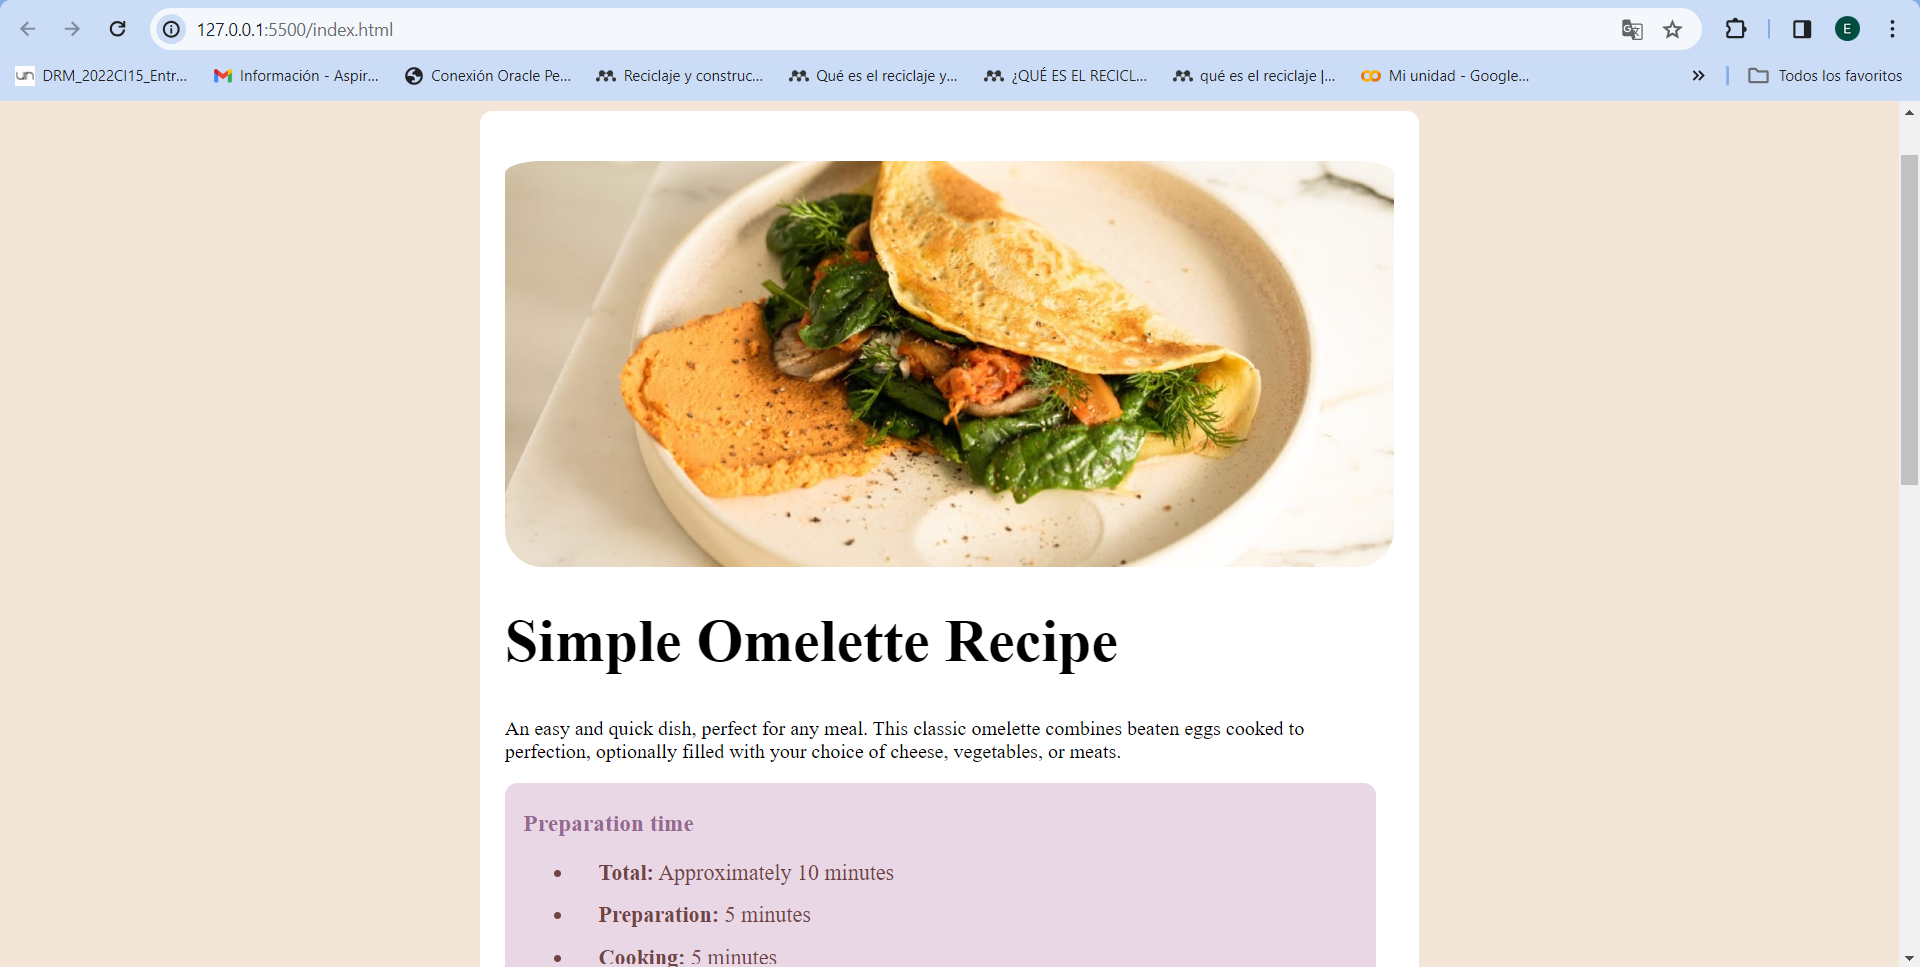 127.0.0.1:5500/index.html
E
DRM_2022CI15_Entr... Información - Aspir... Conexión Oracle Pe... Reciclaje y construc... Qué es el reciclaje y... ¿QUÉ ES EL RECICL... qué es el reciclaje |... Mi unidad - Google... Todos los favoritos
Simple Omelette Recipe
An easy and quick dish, perfect for any meal. This classic omelette combines beaten eggs cooked to
perfection, optionally filled with your choice of cheese, vegetables, or meats.
Preparation time
• Total: Approximately 10 minutes
• Preparation: 5 minutes
• Cooking: 5 minutes